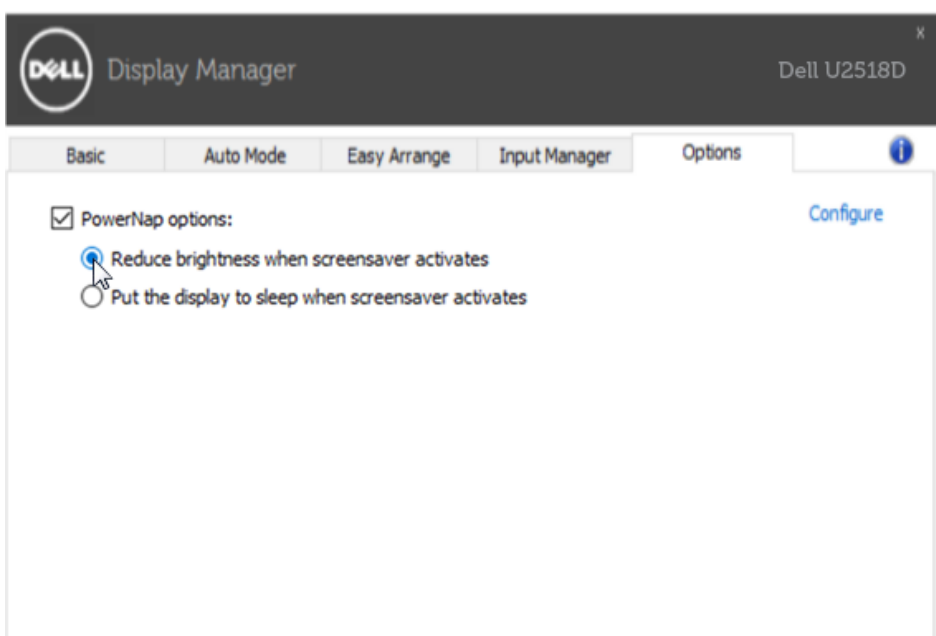 X
DELL Display Manager
Dell U2518D
Basic Auto Mode Easy Arrange Input Manager Options i
PowerNap options: Configure
Reduce brightness when screensaver activates
Put the display to sleep when screensaver activates